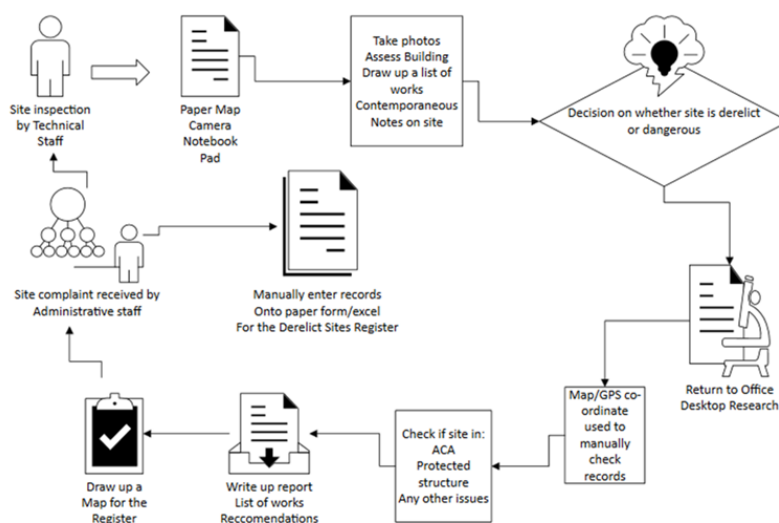 Site inspection
by Technical
Staff
Paper Map
Camera
Notebook
Pad
Take photos
Assess Building
Draw up a list of
works
Contemporaneous
Notes on site
Decision on whether site is derelict
or dangerous
Site complaint received by
Administrative staff
Manually enter records
Onto paper form/excel
For the Derelict Sites Register
Return to Office
Desktop Research
Map/GPS co-
ordinate
used to
manually
check
records
Check if site in:
ACA
Protected
structure
Any other issues
Write up report
List of works
Reccomendations
Draw up a
Map for the
Register